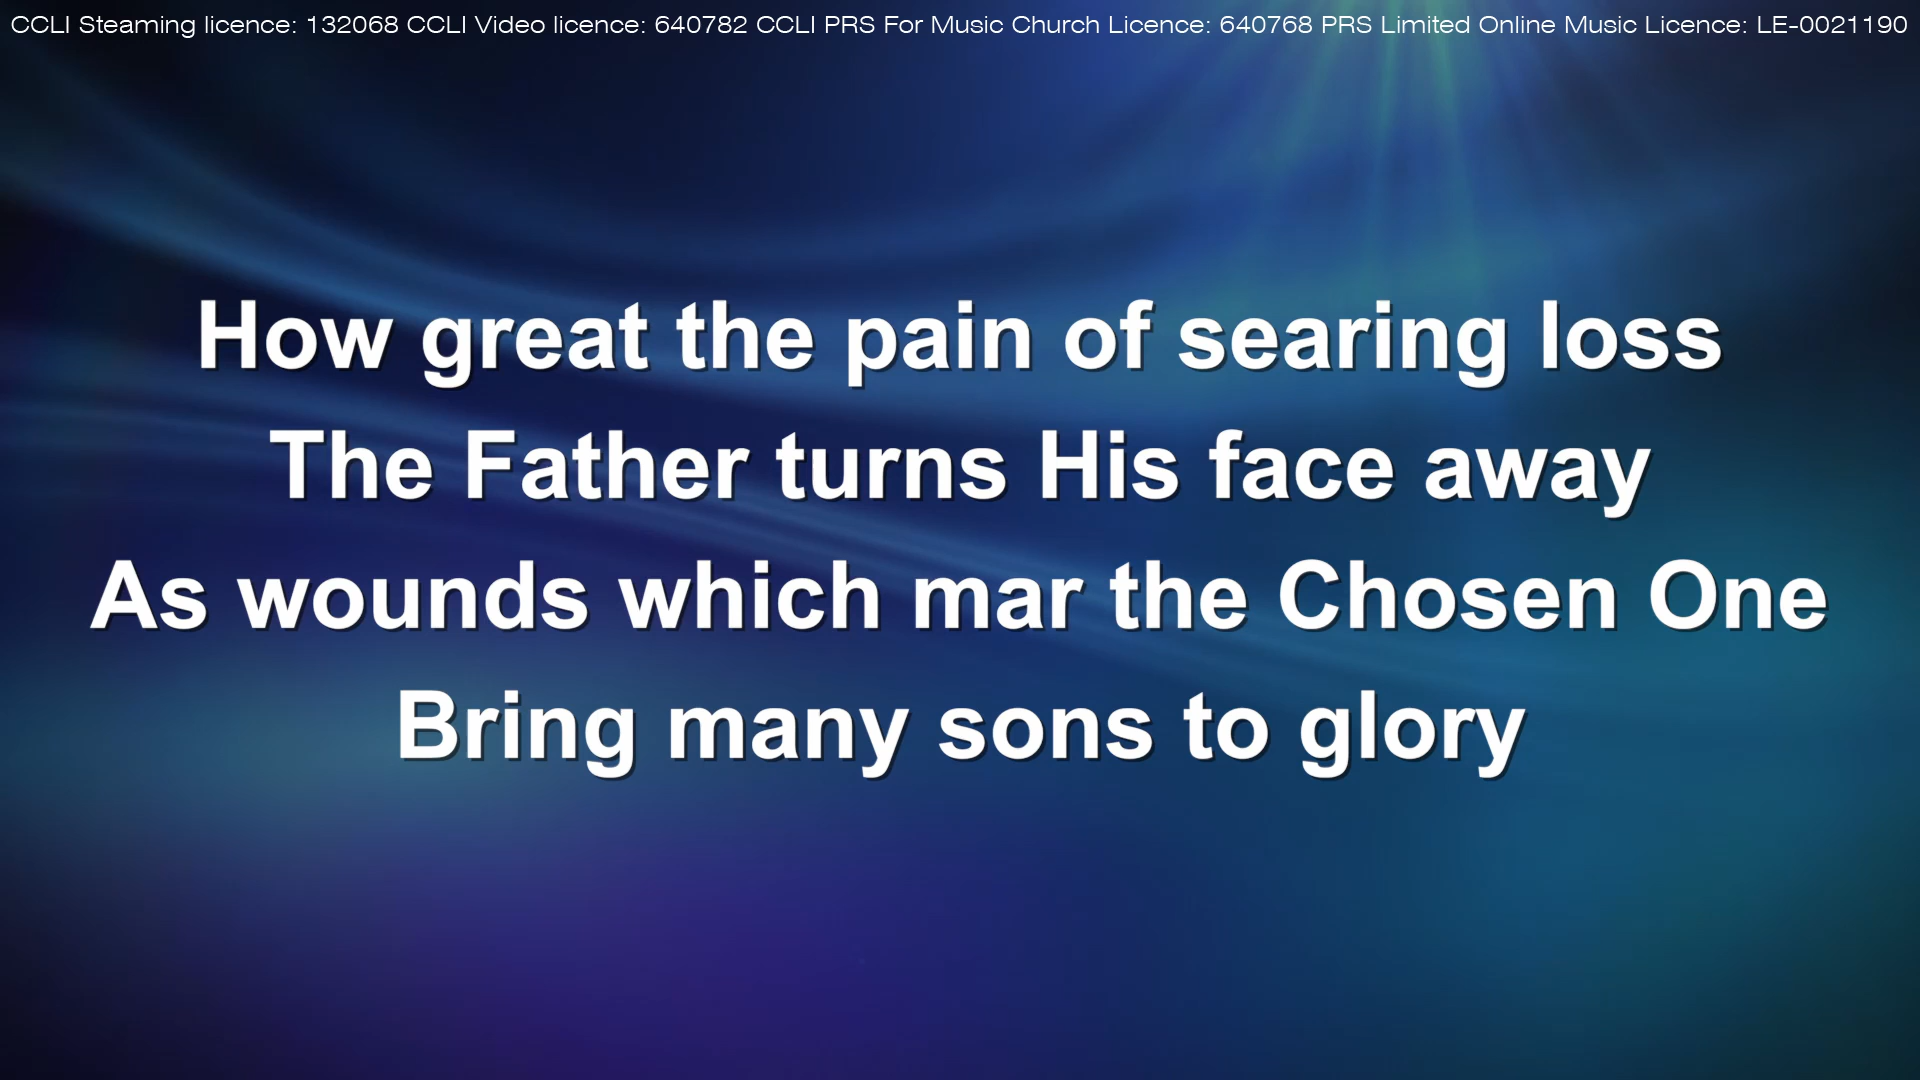 CCLI Steaming licence: 132068 CCLI Video licence: 640782 CCLI PRS For Music Church Licence: 640768 PRS Limited Online Music Licence: LE-0021190
How great the pain of searing loss
The Father turns His face away
As wounds which mar the Chosen One
Bring many sons to glory